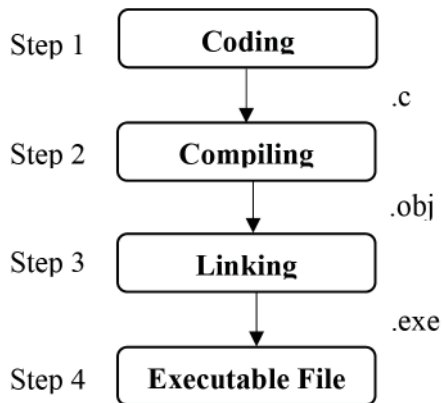 Step 1 Coding
.c
Step 2 Compiling
.obj
Step 3 Linking
.exe
Step 4 Executable File